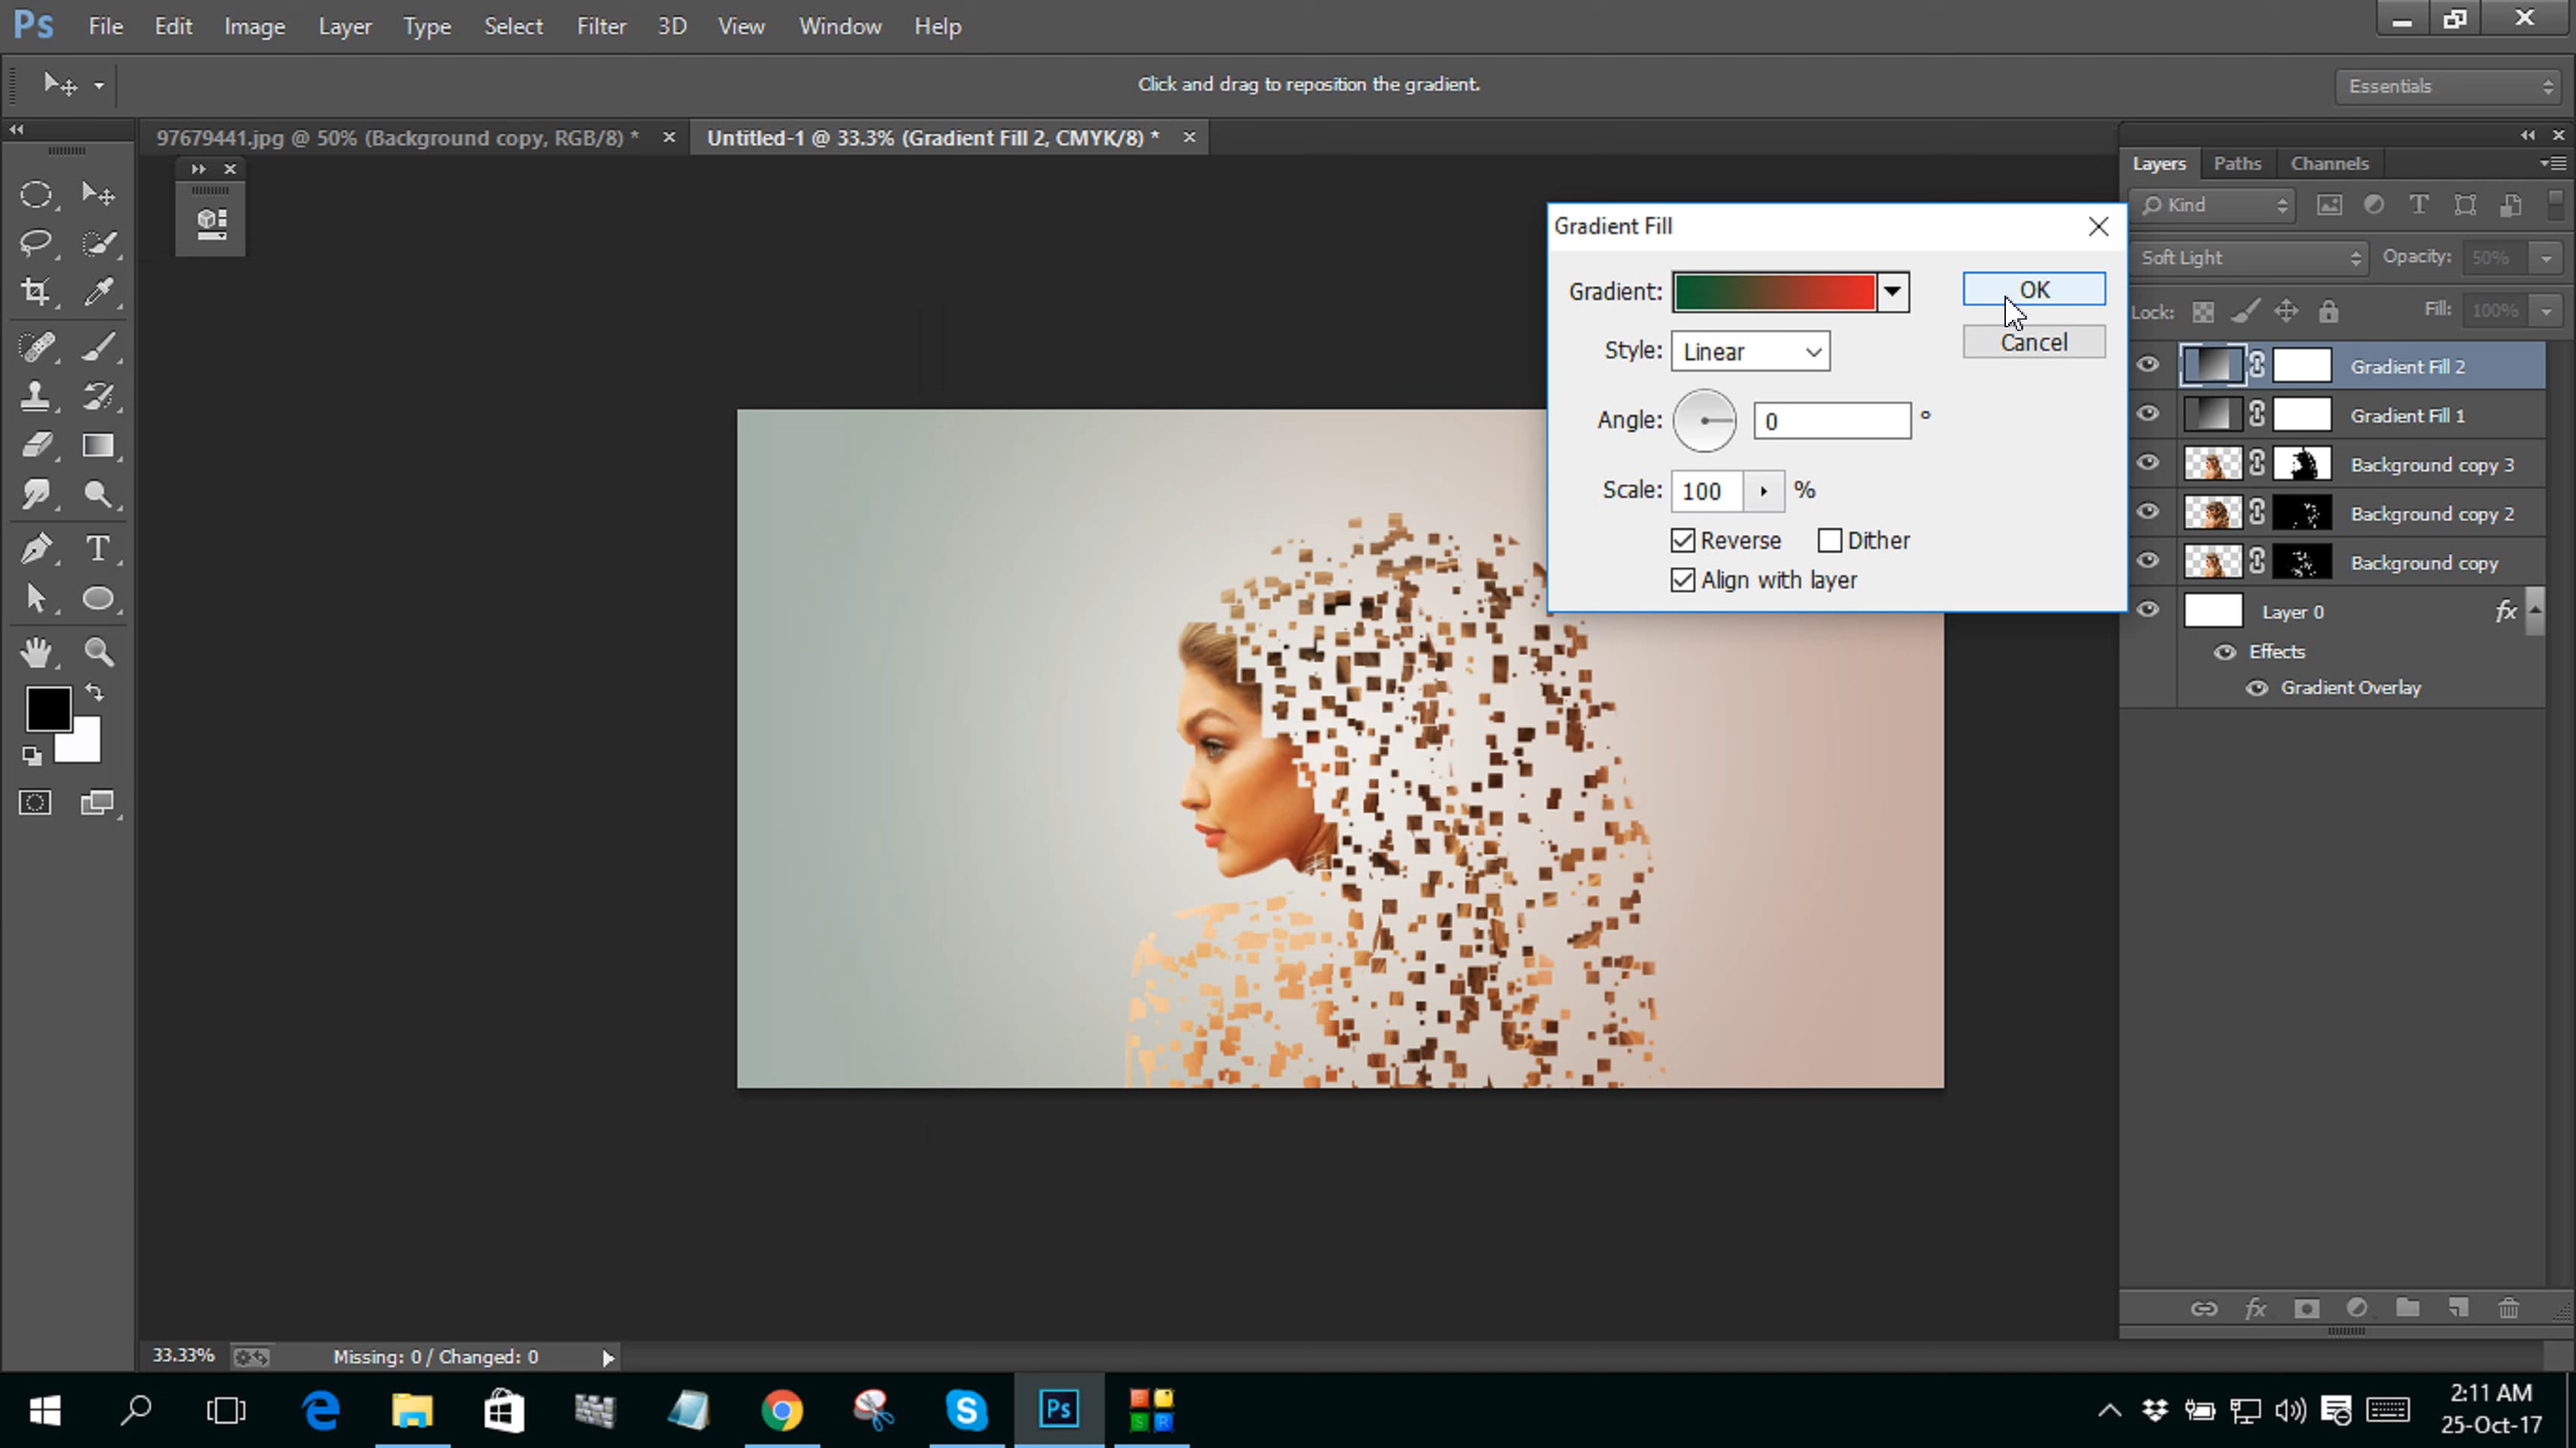 Ps File Edit Image Layer Type Select Filter 3D View Window Help
Click and drag to reposition the gradient.
Essentials
97679441.jpg @ 50% (Background copy, RGB/8) *
Untitled-1 @ 33.3% (Gradient Fill 2, CMYK/8) *
Layers Paths Channels
Kind
Soft Light Opacity: 50%
Lock: Fill: 100%
Gradient Fill 2
Gradient Fill 1
Background copy 3
Background copy 2
Background copy
Layer 0 fx
Effects
Gradient Overlay
Gradient Fill
Gradient: OK
Cancel
Style: Linear
Angle: 0 °
Scale: 100 %
Reverse Dither
Align with layer
T
fx
33.33% Missing: 0 / Changed: 0
Ps
2:11 AM
25-Oct-17